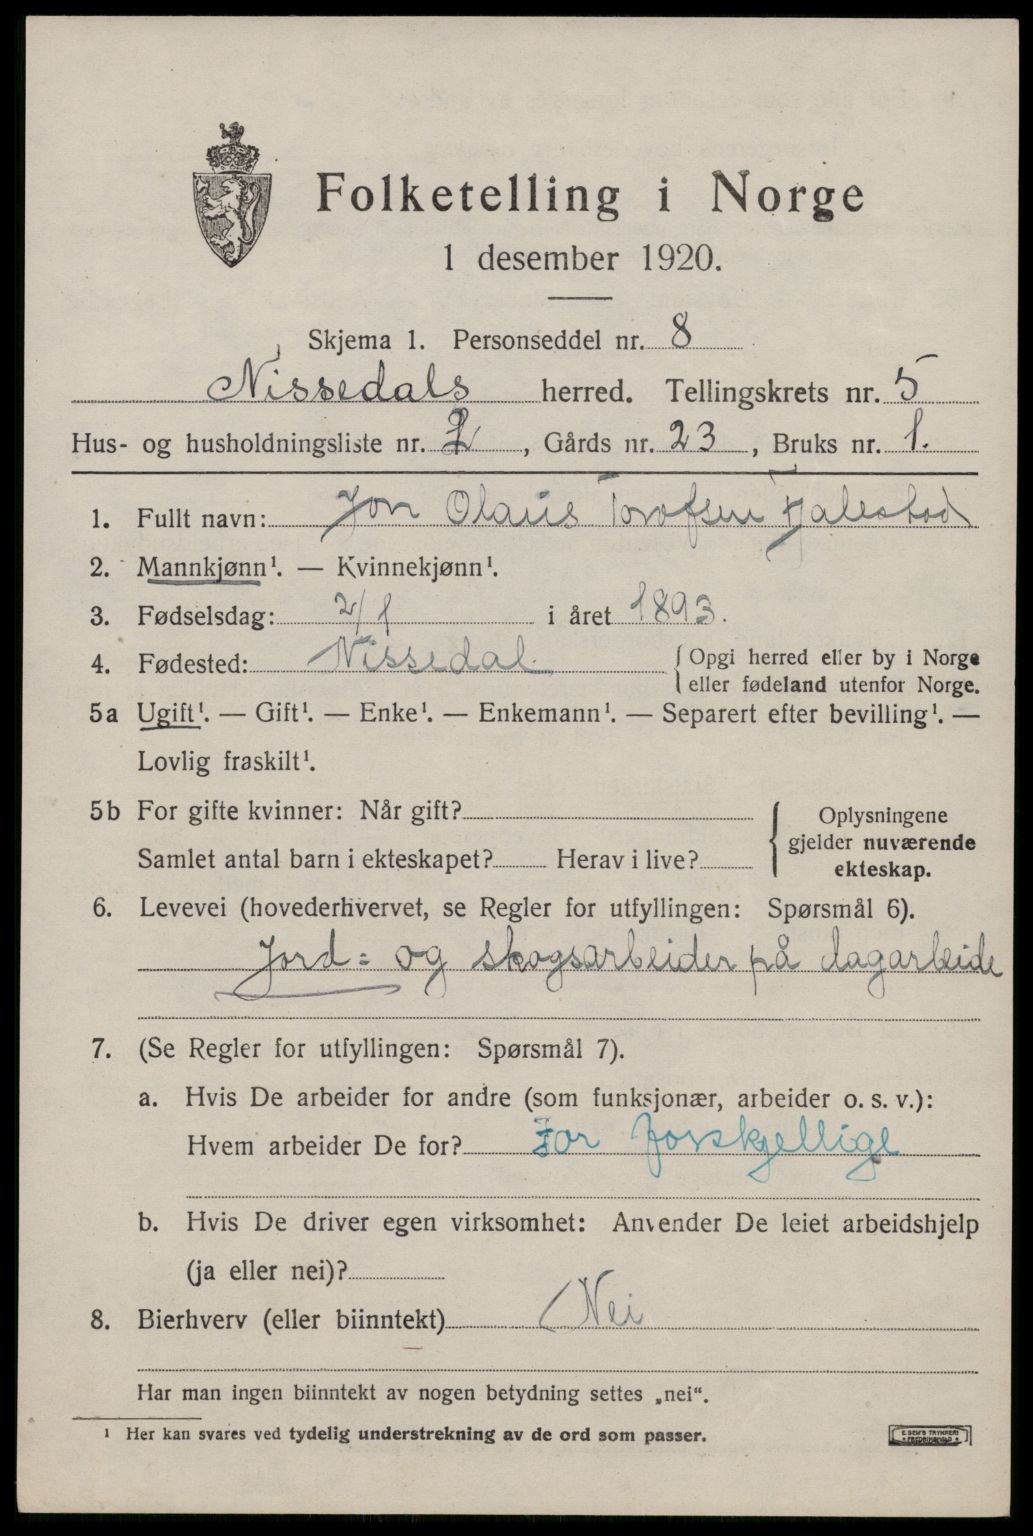 Folketelling i Norge
1 desember 1920.
Skjema 1. Personseddel nr. 8
Nissedals herred. Tellingskrets nr. 5
Hus- og husholdningsliste nr. 2, Gårds nr. 23, Bruks nr. 1.
1. Fullt navn: Jon Olaus
2. Mannkjønn¹. — Kvinnekjønn¹.
3. Fødselsdag: 2/1 i året 1893.
4. Fødested: Nissedal. { Opgi herred eller by i Norge
eller fødeland utenfor Norge.
5a Ugift¹. — Gift¹. — Enke¹. — Enkemann¹. — Separert efter bevilling¹. —
Lovlig fraskilt¹.
5b For gifte kvinner: Når gift?
Samlet antal barn i ekteskapet? Herav i live?
{ Oplysningene
gjelder nuværende
ekteskap.
6. Levevei (hovederhvervet, se Regler for utfyllingen: Spørsmål 6).
Jord= og skogsarbeider på dagarbeide
7. (Se Regler for utfyllingen: Spørsmål 7).
a. Hvis De arbeider for andre (som funksjonær, arbeider o. s. v.):
Hvem arbeider De for? For forskjellige
b. Hvis De driver egen virksomhet: Anvender De leiet arbeidshjelp
(ja eller nei)?
8. Bierhverv (eller biinntekt) Nei
Har man ingen biinntekt av nogen betydning settes „nei“.
¹ Her kan svares ved tydelig understrekning av de ord som passer.
E. SEM'S TRYKKERI
FREDRIKSHALD